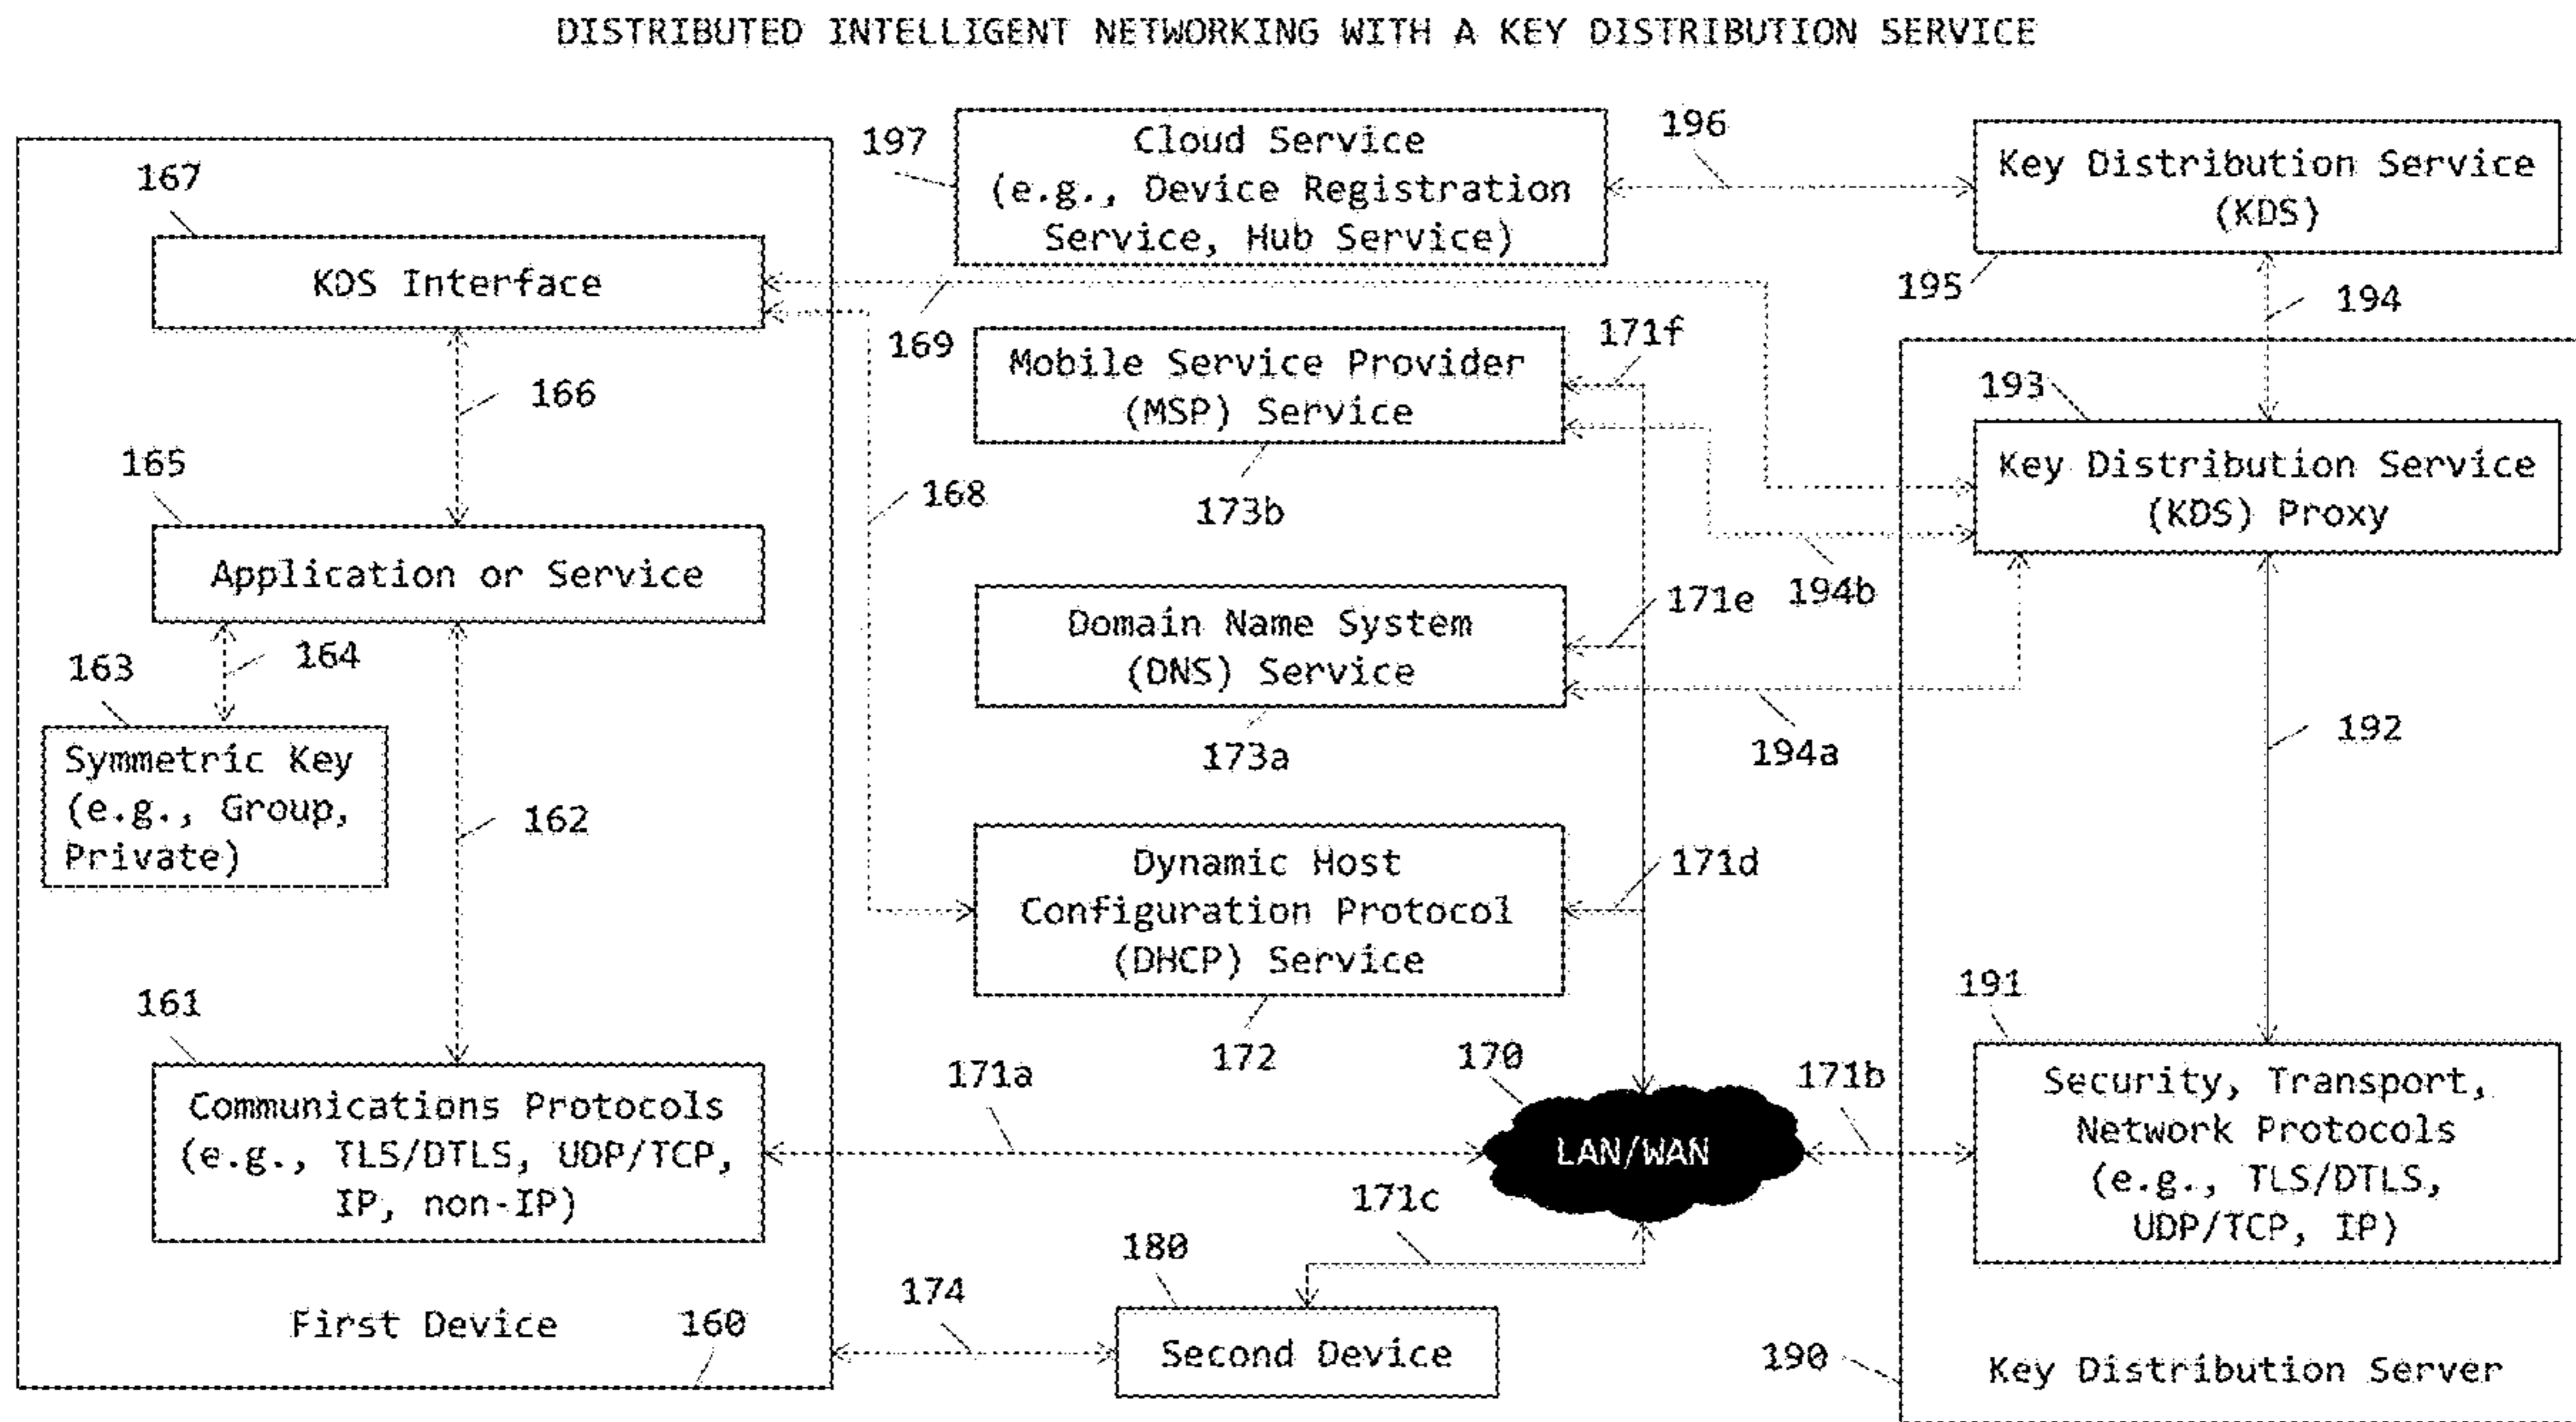 DISTRIBUTED INTELLIGENT NETWORKING WITH A KEY DISTRIBUTION SERVICE
167
KDS Interface
166
165
Application or Service
163
164
Symmetric Key
(e.g., Group,
Private)
162
161
Communications Protocols
(e.g., TLS/DTLS, UDP/TCP,
IP, non-IP)
First Device
160
197
Cloud Service
(e.g., Device Registration
Service, Hub Service)
196
169
168
Mobile Service Provider
(MSP) Service
171f
173b
Domain Name System
(DNS) Service
171e
194b
173a
194a
Dynamic Host
Configuration Protocol
(DHCP) Service
171d
172
170
171a
LAN/WAN
171b
171c
180
174
Second Device
Key Distribution Service
(KDS)
195
194
193
Key Distribution Service
(KDS) Proxy
192
191
Security, Transport,
Network Protocols
(e.g., TLS/DTLS,
UDP/TCP, IP)
190
Key Distribution Server